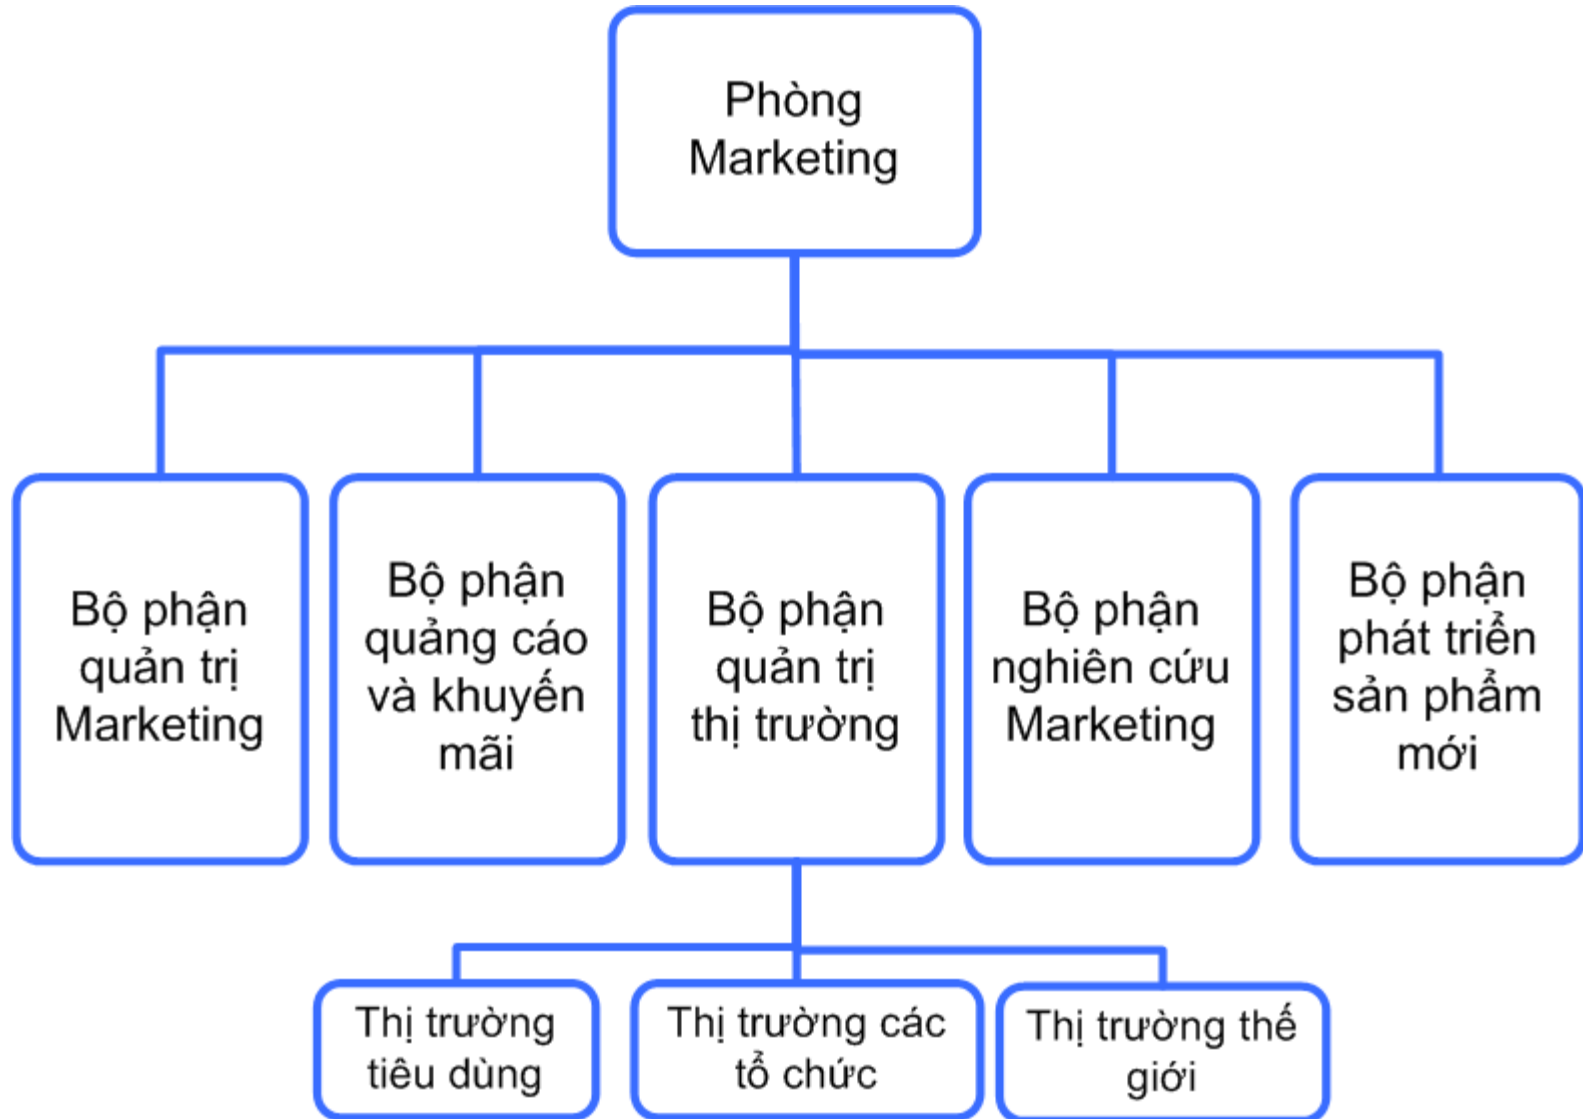 Phòng
Marketing
Bộ phận
quản trị
Marketing
Bộ phận
quảng cáo
và khuyến
mãi
Bộ phận
quản trị
thị trường
Bộ phận
nghiên cứu
Marketing
Bộ phận
phát triển
sản phẩm
mới
Thị trường
tiêu dùng
Thị trường các
tổ chức
Thị trường thế
giới